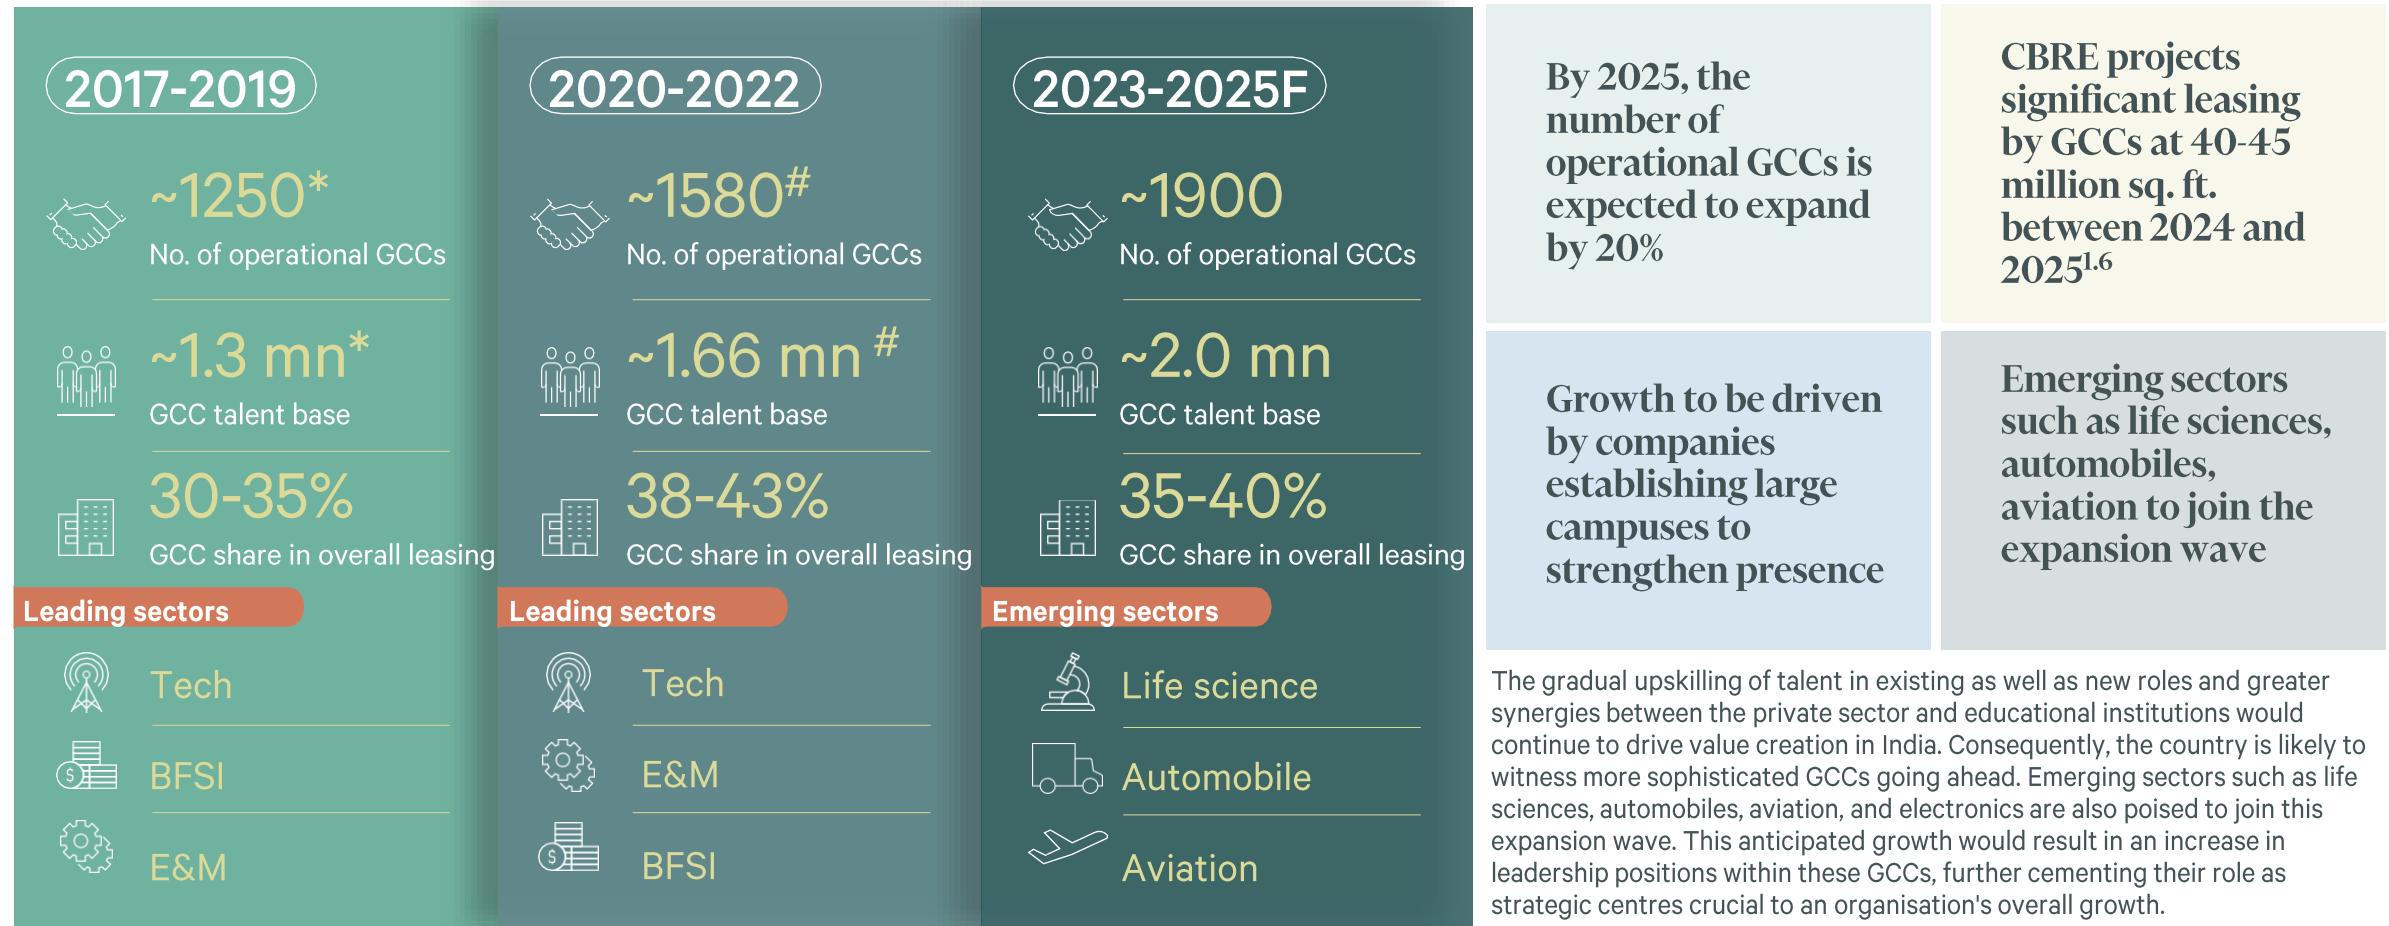 2017-2019
~1250*
No. of operational GCCs
~1.3 mn*
GCC talent base
30-35%
GCC share in overall leasing
Leading sectors
Tech
BFSI
E&M
2020-2022
~1580#
No. of operational GCCs
~1.66 mn #
GCC talent base
38-43%
GCC share in overall leasing
Leading sectors
Tech
E&M
BFSI
2023-2025F
~1900
No. of operational GCCs
~2.0 mn
GCC talent base
35-40%
GCC share in overall leasing
Emerging sectors
Life science
Automobile
Aviation
By 2025, the
number of
operational GCCs is
expected to expand
by 20%
CBRE projects
significant leasing
by GCCs at 40-45
million sq. ft.
between 2024 and
2025¹·⁶
Growth to be driven
by companies
establishing large
campuses to
strengthen presence
Emerging sectors
such as life sciences,
automobiles,
aviation to join the
expansion wave
The gradual upskilling of talent in existing as well as new roles and greater
synergies between the private sector and educational institutions would
continue to drive value creation in India. Consequently, the country is likely to
witness more sophisticated GCCs going ahead. Emerging sectors such as life
sciences, automobiles, aviation, and electronics are also poised to join this
expansion wave. This anticipated growth would result in an increase in
leadership positions within these GCCs, further cementing their role as
strategic centres crucial to an organisation's overall growth.